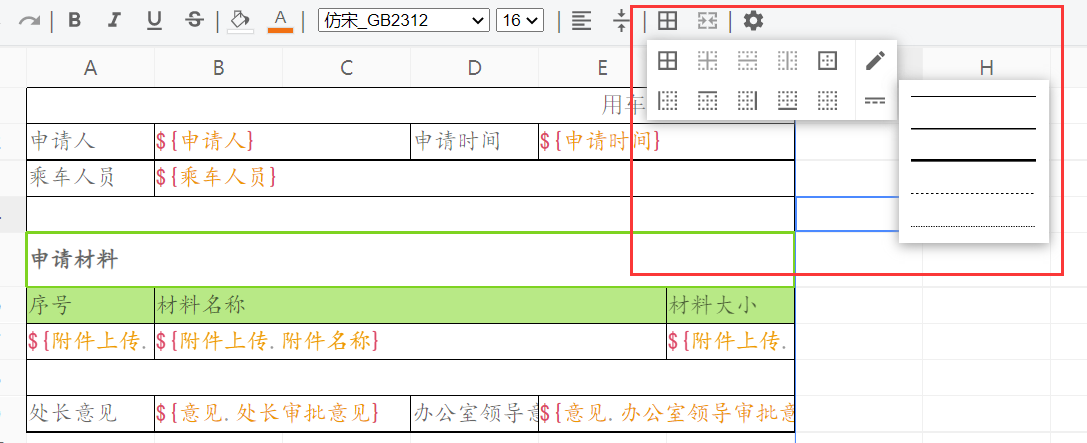 B I U S A 仿宋_GB2312 16
A B C D E H
用车
申请人 ${申请人} 申请时间 ${申请时间}
乘车人员 ${乘车人员}
申请材料
序号 材料名称 材料大小
${附件上传. ${附件上传.附件名称} ${附件上传.
处长意见 ${意见.处长审批意见} 办公室领导意 ${意见.办公室领导审批意